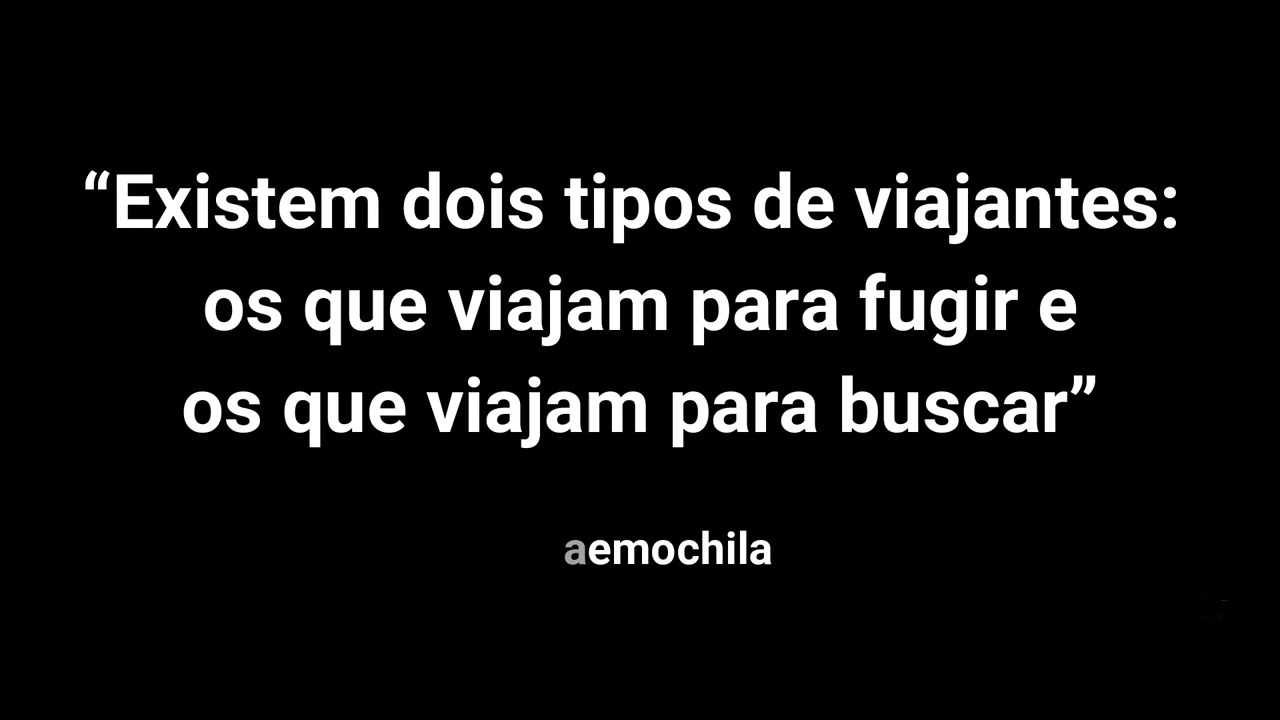 “Existem dois tipos de viajantes:
os que viajam para fugir e
os que viajam para buscar”
aemochila